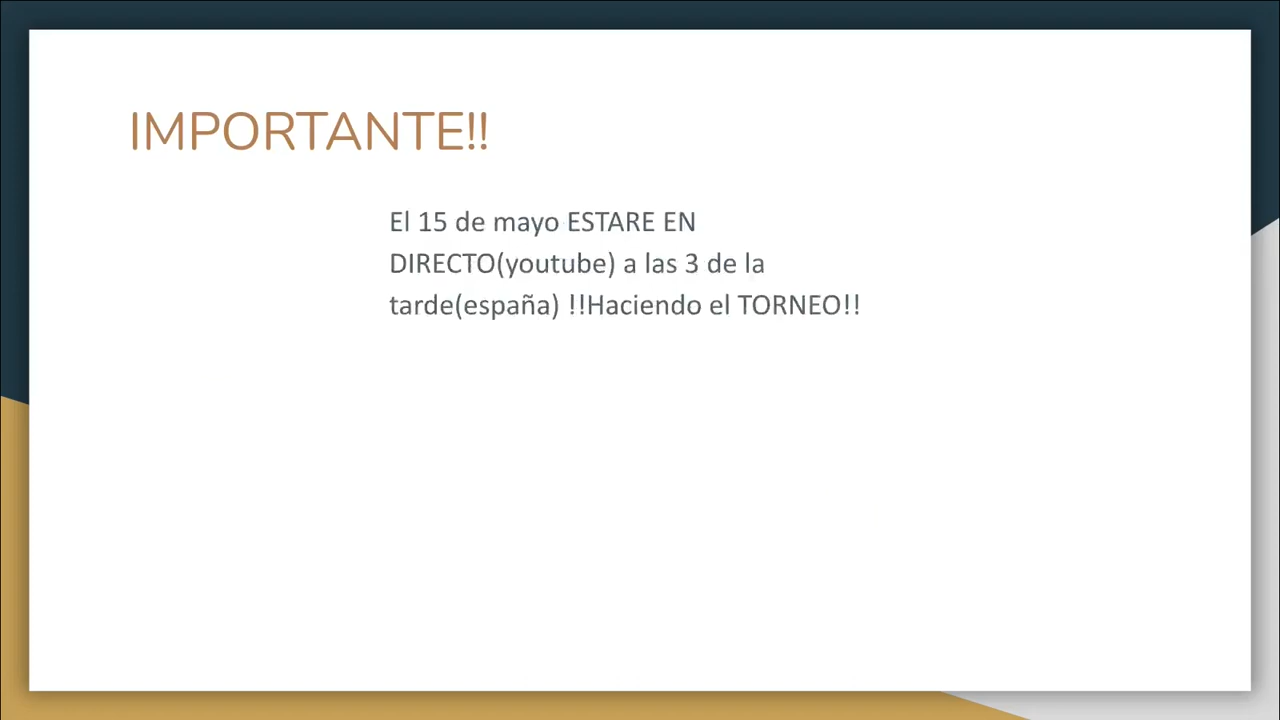 IMPORTANTE!!
El 15 de mayo ESTARE EN
DIRECTO(youtube) a las 3 de la
tarde(españa) !!Haciendo el TORNEO!!